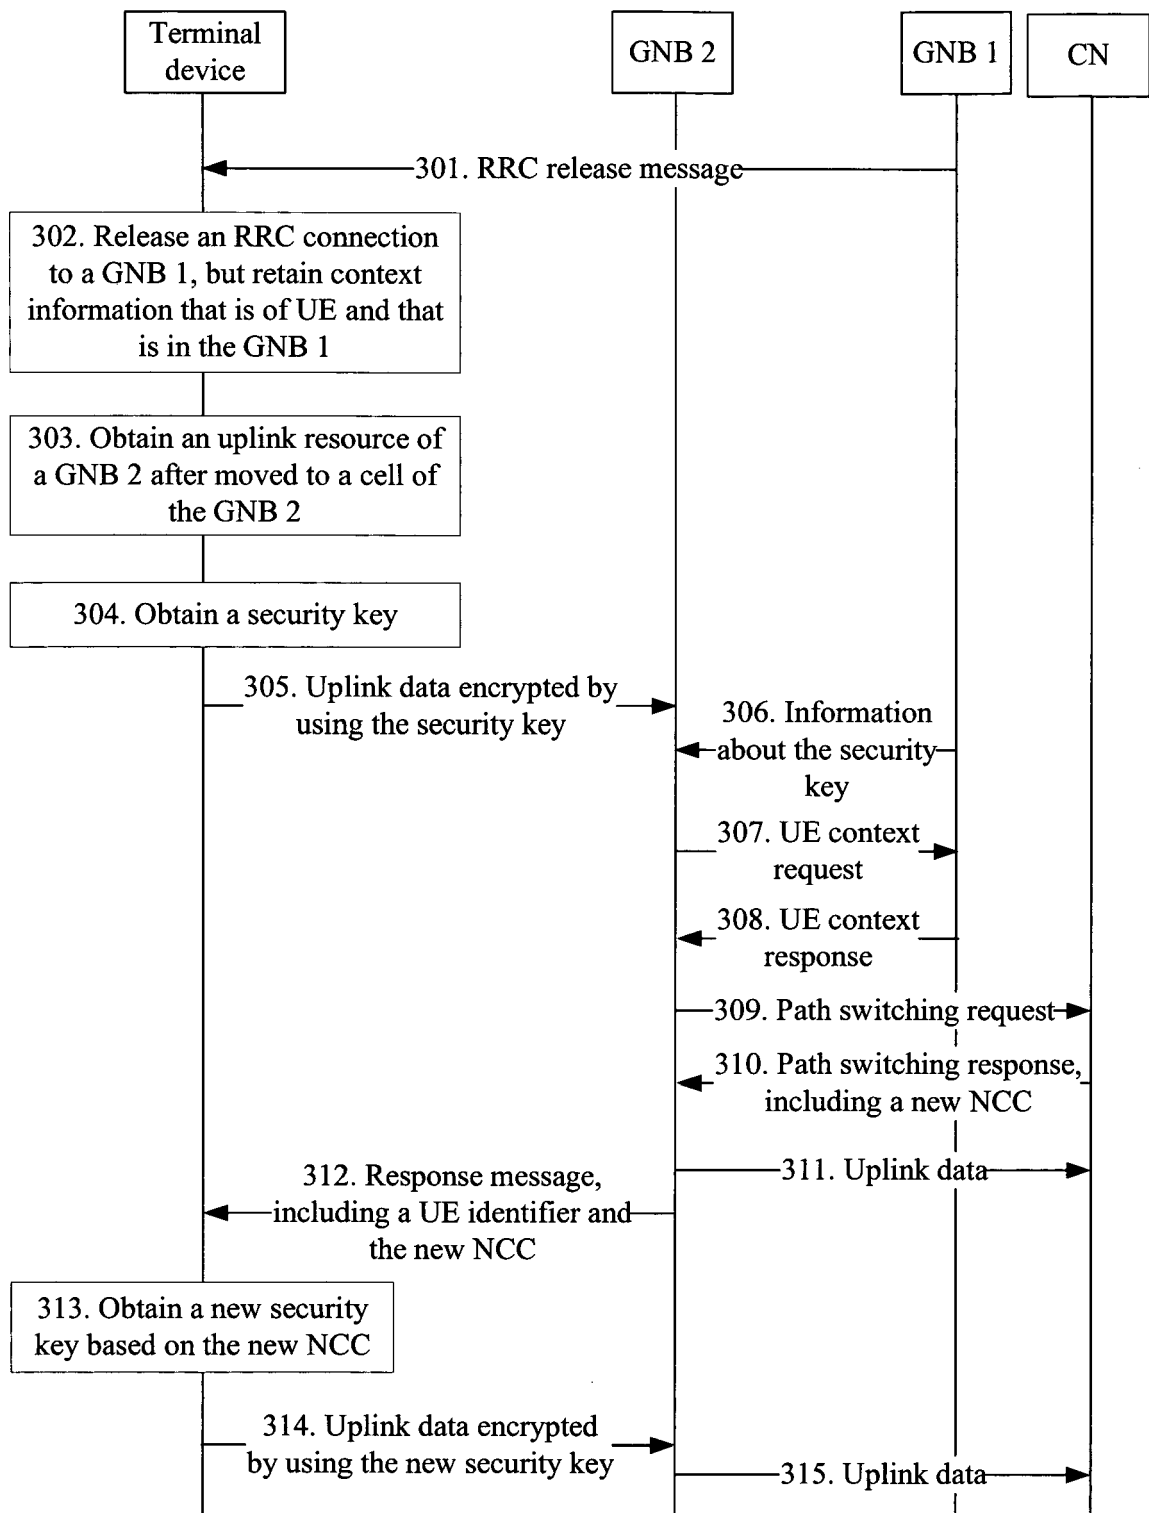 Terminal
device
GNB 2
GNB 1
CN
301. RRC release message
302. Release an RRC connection
to a GNB 1, but retain context
information that is of UE and that
is in the GNB 1
303. Obtain an uplink resource of
a GNB 2 after moved to a cell of
the GNB 2
304. Obtain a security key
305. Uplink data encrypted by
using the security key
306. Information
about the security
key
307. UE context
request
308. UE context
response
309. Path switching request
310. Path switching response,
including a new NCC
311. Uplink data
312. Response message,
including a UE identifier and
the new NCC
313. Obtain a new security
key based on the new NCC
314. Uplink data encrypted
by using the new security key
315. Uplink data